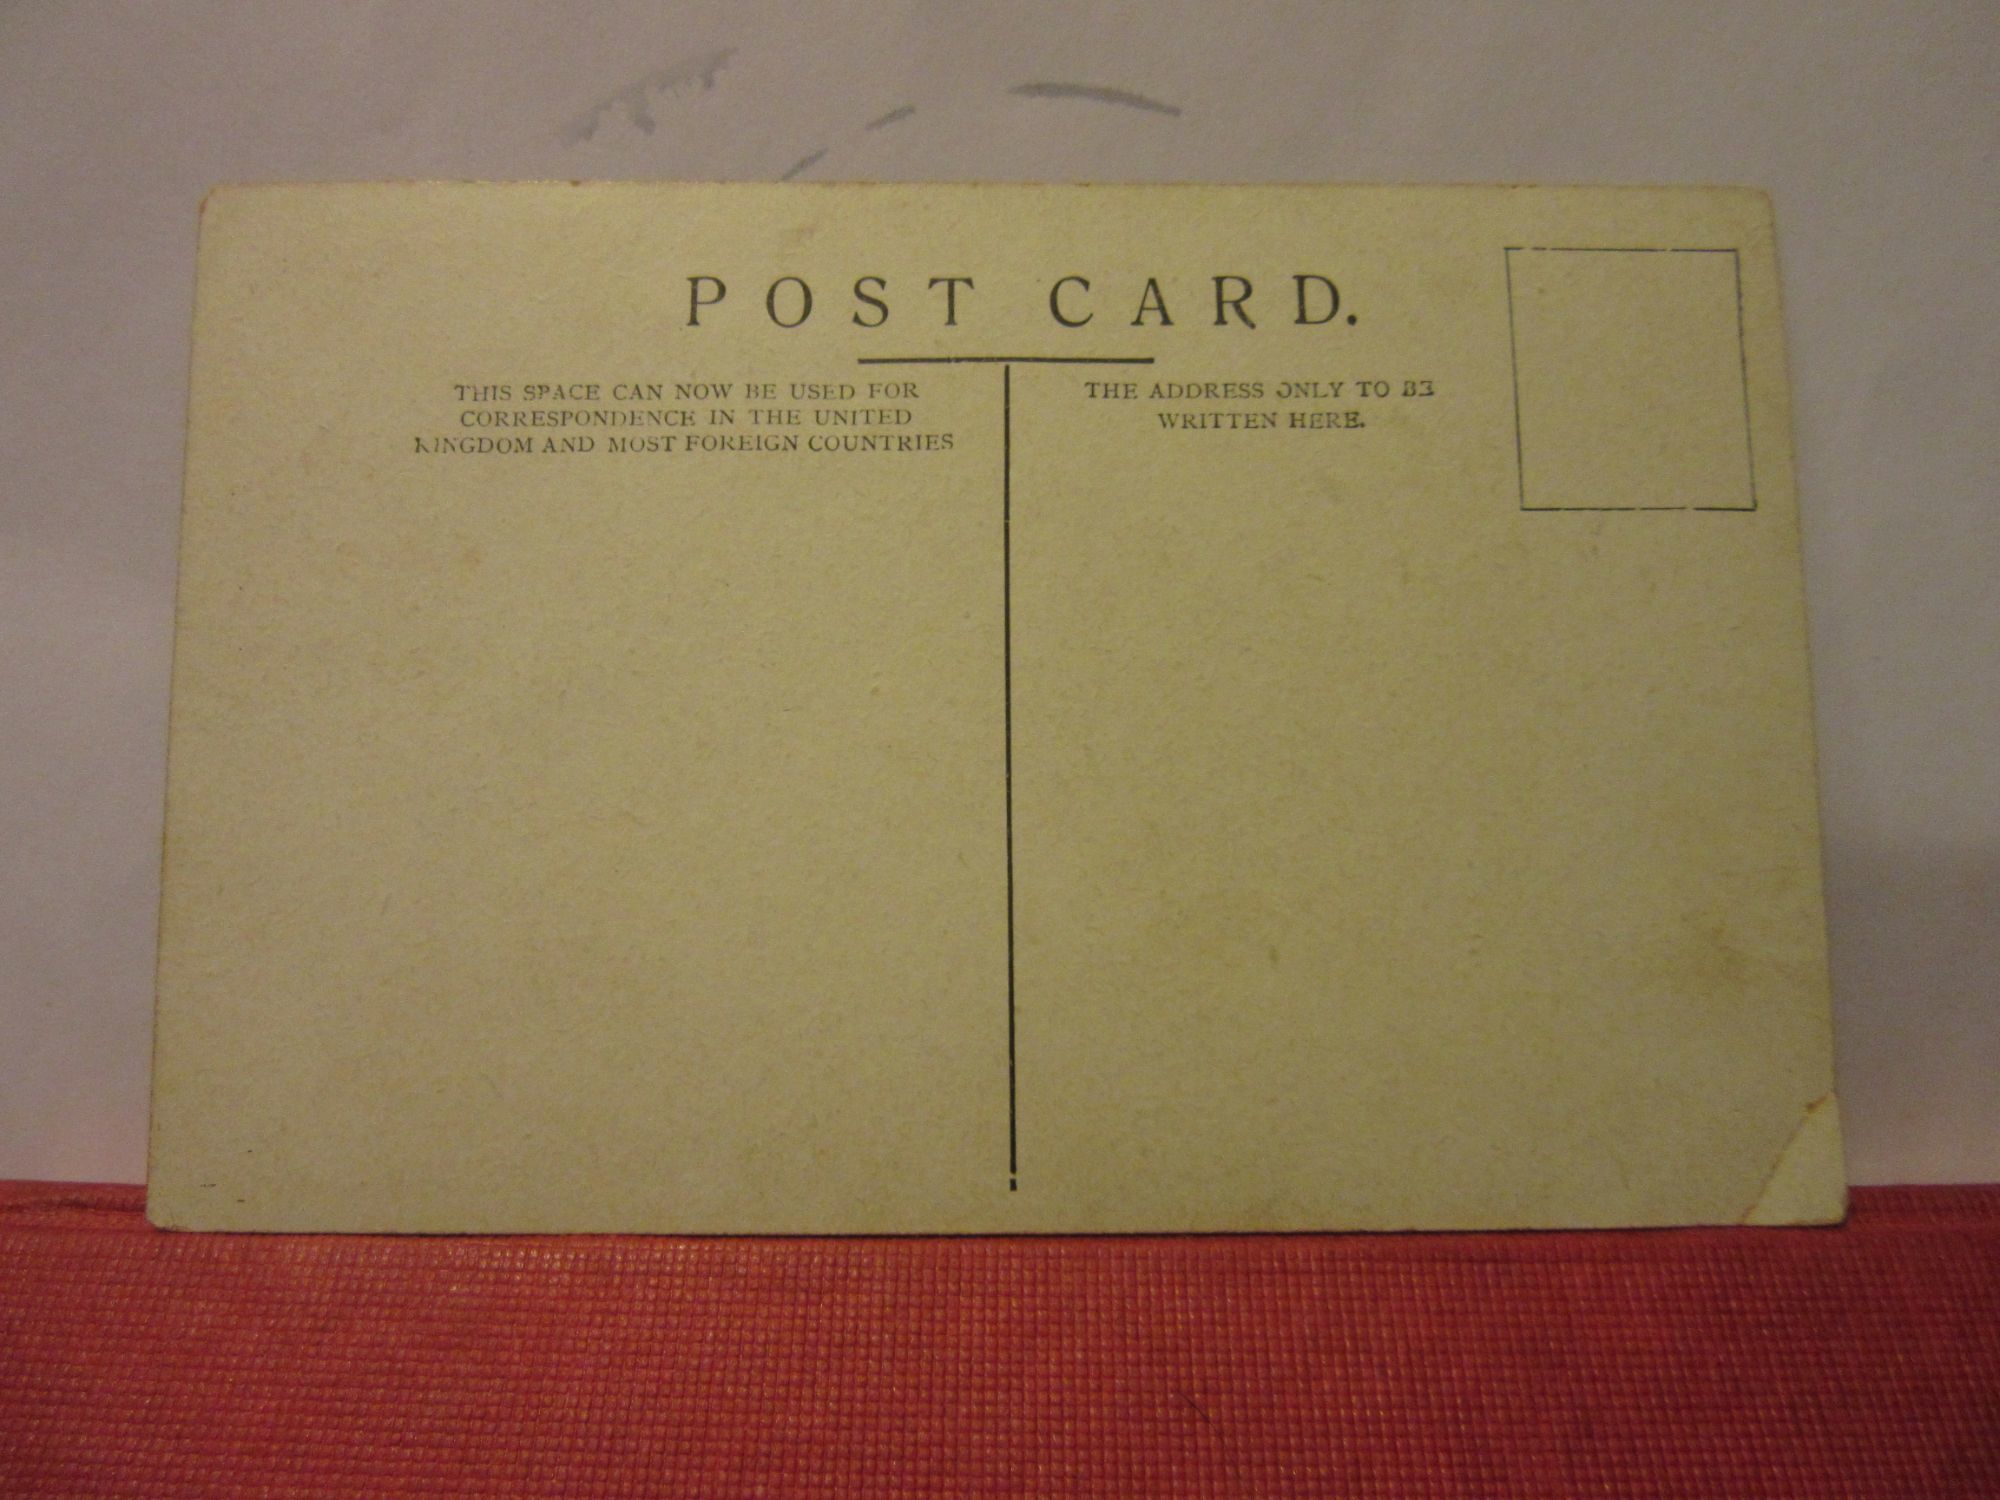 POST CARD.
THIS SPACE CAN NOW BE USED FOR
CORRESPONDENCE IN THE UNITED
KINGDOM AND MOST FOREIGN COUNTRIES
THE ADDRESS ONLY TO BE
WRITTEN HERE.